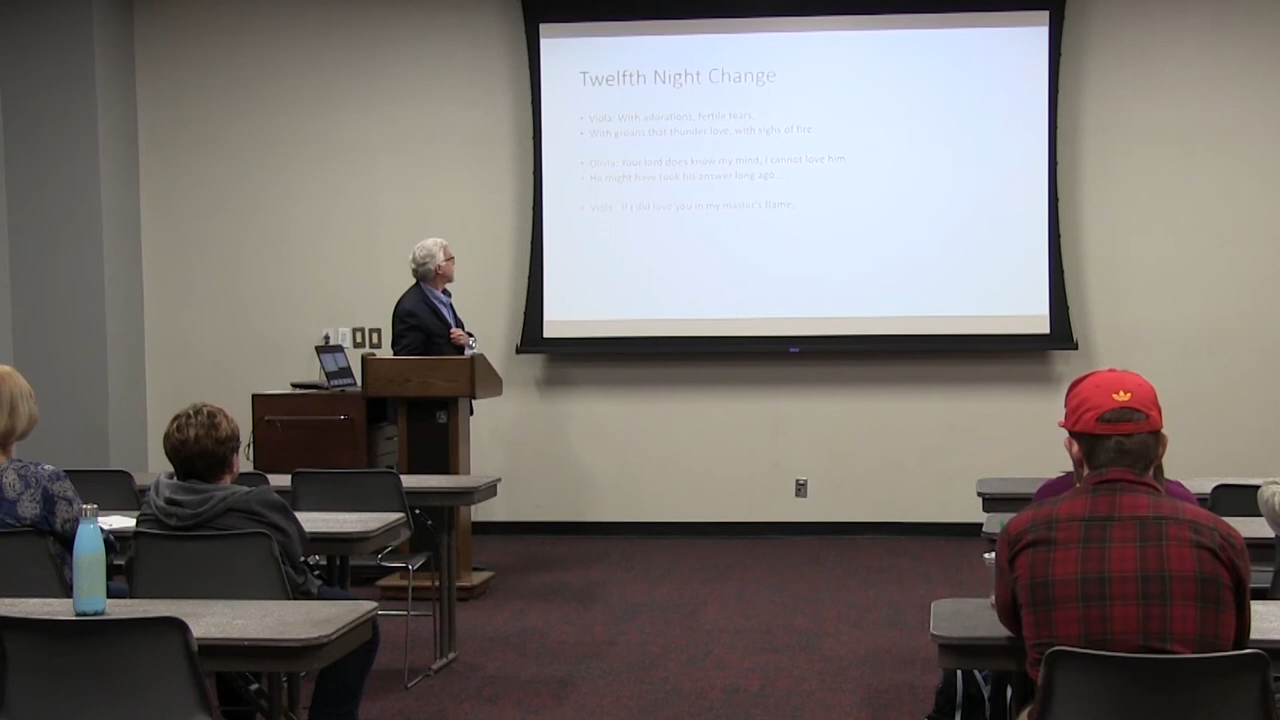 Twelfth Night Change
• Viola: With adorations, fertile tears,
• With groans that thunder love, with sighs of fire.
• Olivia: Your lord does know my mind, I cannot love him
• He might have took his answer long ago. . .
• Viola: If I did love you in my master's flame,